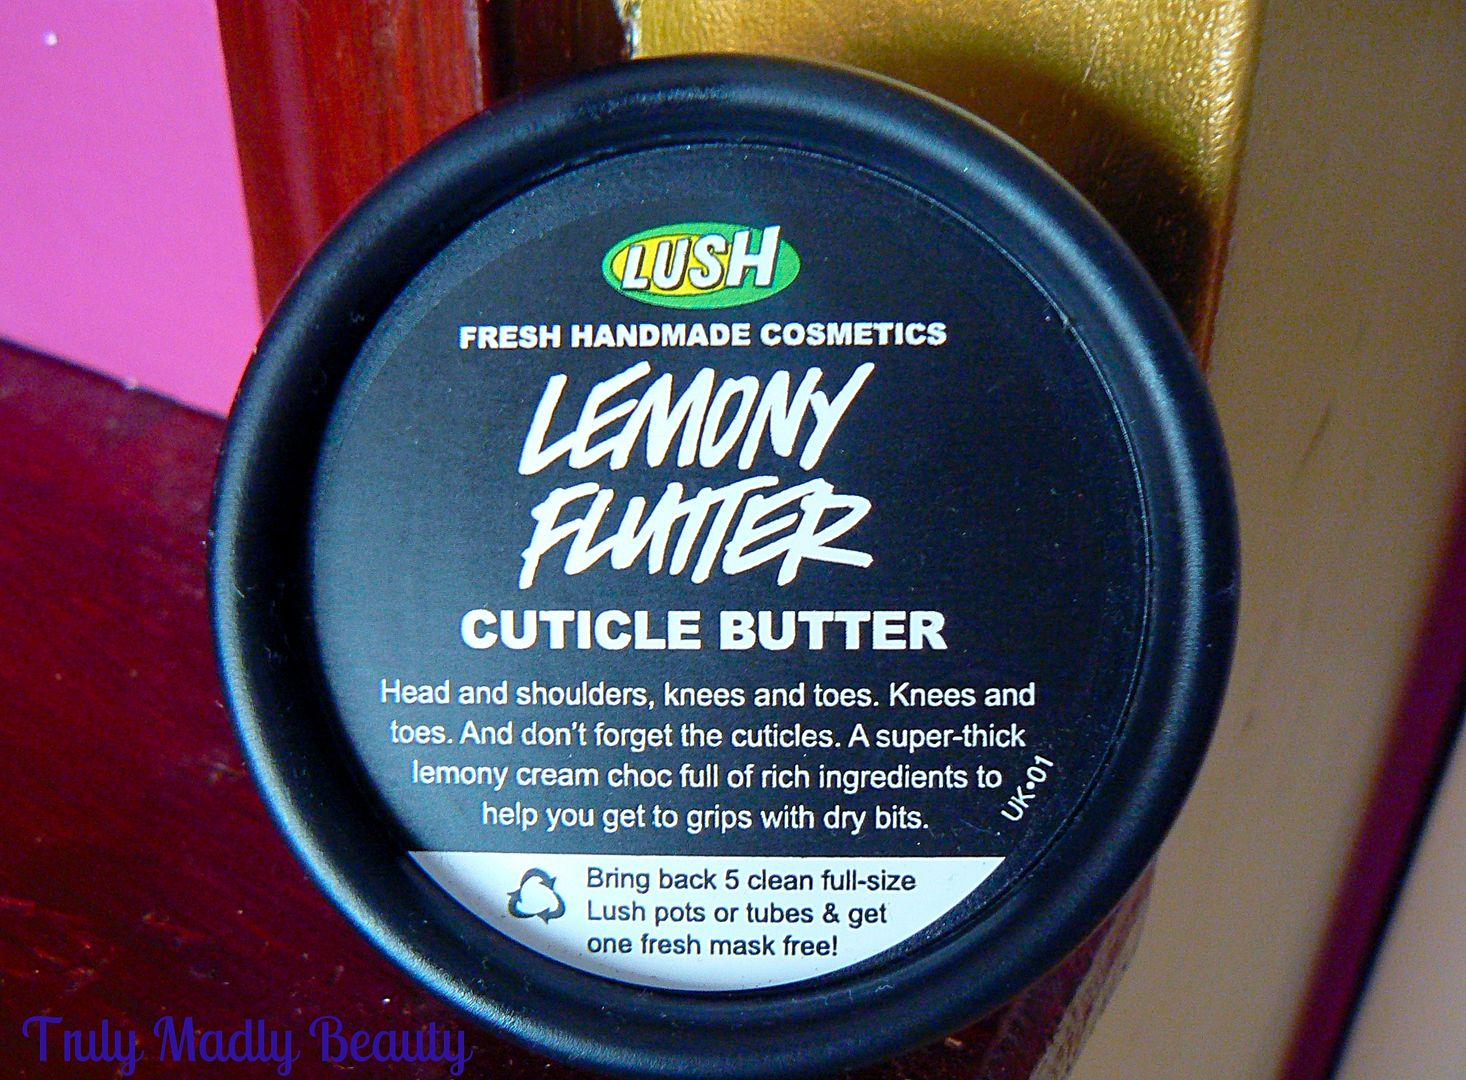 LUSH
FRESH HANDMADE COSMETICS
LEMONY
FLUTTER
CUTICLE BUTTER
Head and shoulders, knees and toes. Knees and
toes. And don't forget the cuticles. A super-thick
lemony cream choc full of rich ingredients to
help you get to grips with dry bits.
UK•01
Bring back 5 clean full-size
Lush pots or tubes & get
one fresh mask free!
Truly Madly Beauty